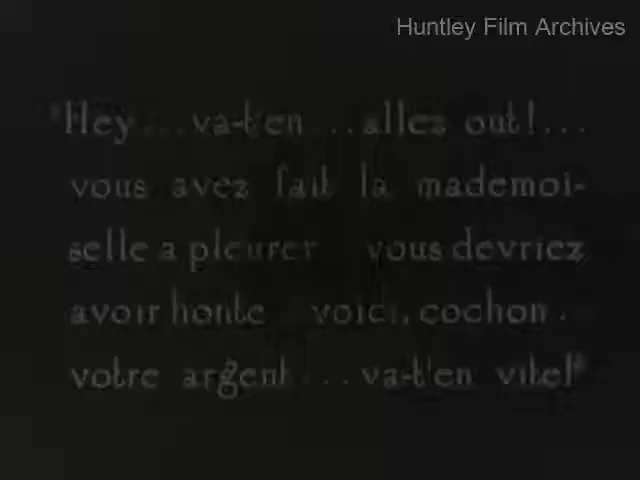 Huntley Film Archives
"Hey ... va-t'en ... allez out! ...
vous avez fait la mademoi-
selle a pleurer vous devriez
avoir honte voici, cochon ..
votre argent ... va-t'en vite!"